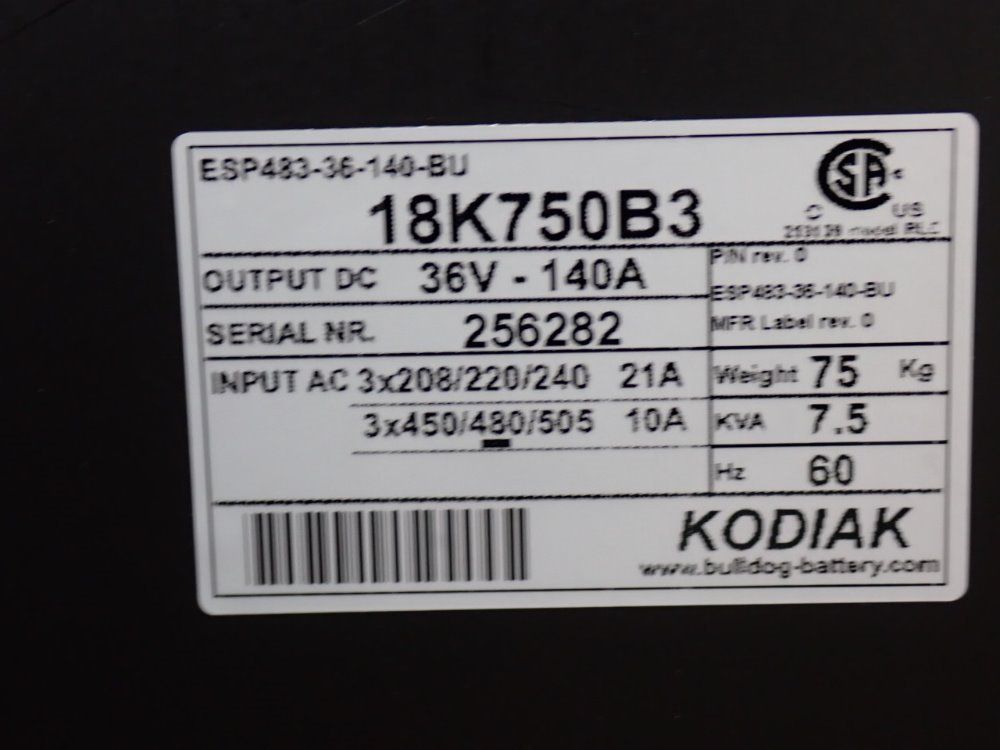 ESP483-36-140-BU
18K750B3
CSA
C US
OUTPUT DC 36V - 140A
P/N rev. 0
ESP483-36-140-BU
SERIAL NR. 256282
MFR Label rev. 0
INPUT AC 3x208/220/240 21A
Weight 75 Kg
3x450/480/505 10A
KVA 7.5
Hz 60
KODIAK
www.bulldog-battery.com